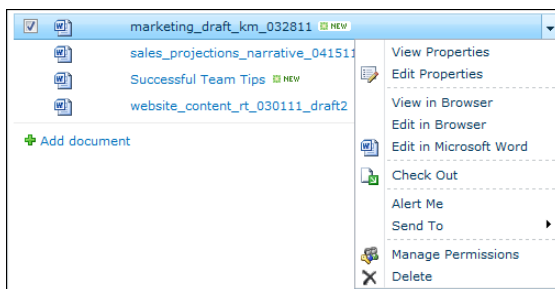 marketing_draft_km_032811 NEW
sales_projections_narrative_041511
Successful Team Tips NEW
website_content_rt_030111_draft2
Add document
View Properties
Edit Properties
View in Browser
Edit in Browser
Edit in Microsoft Word
Check Out
Alert Me
Send To
Manage Permissions
Delete